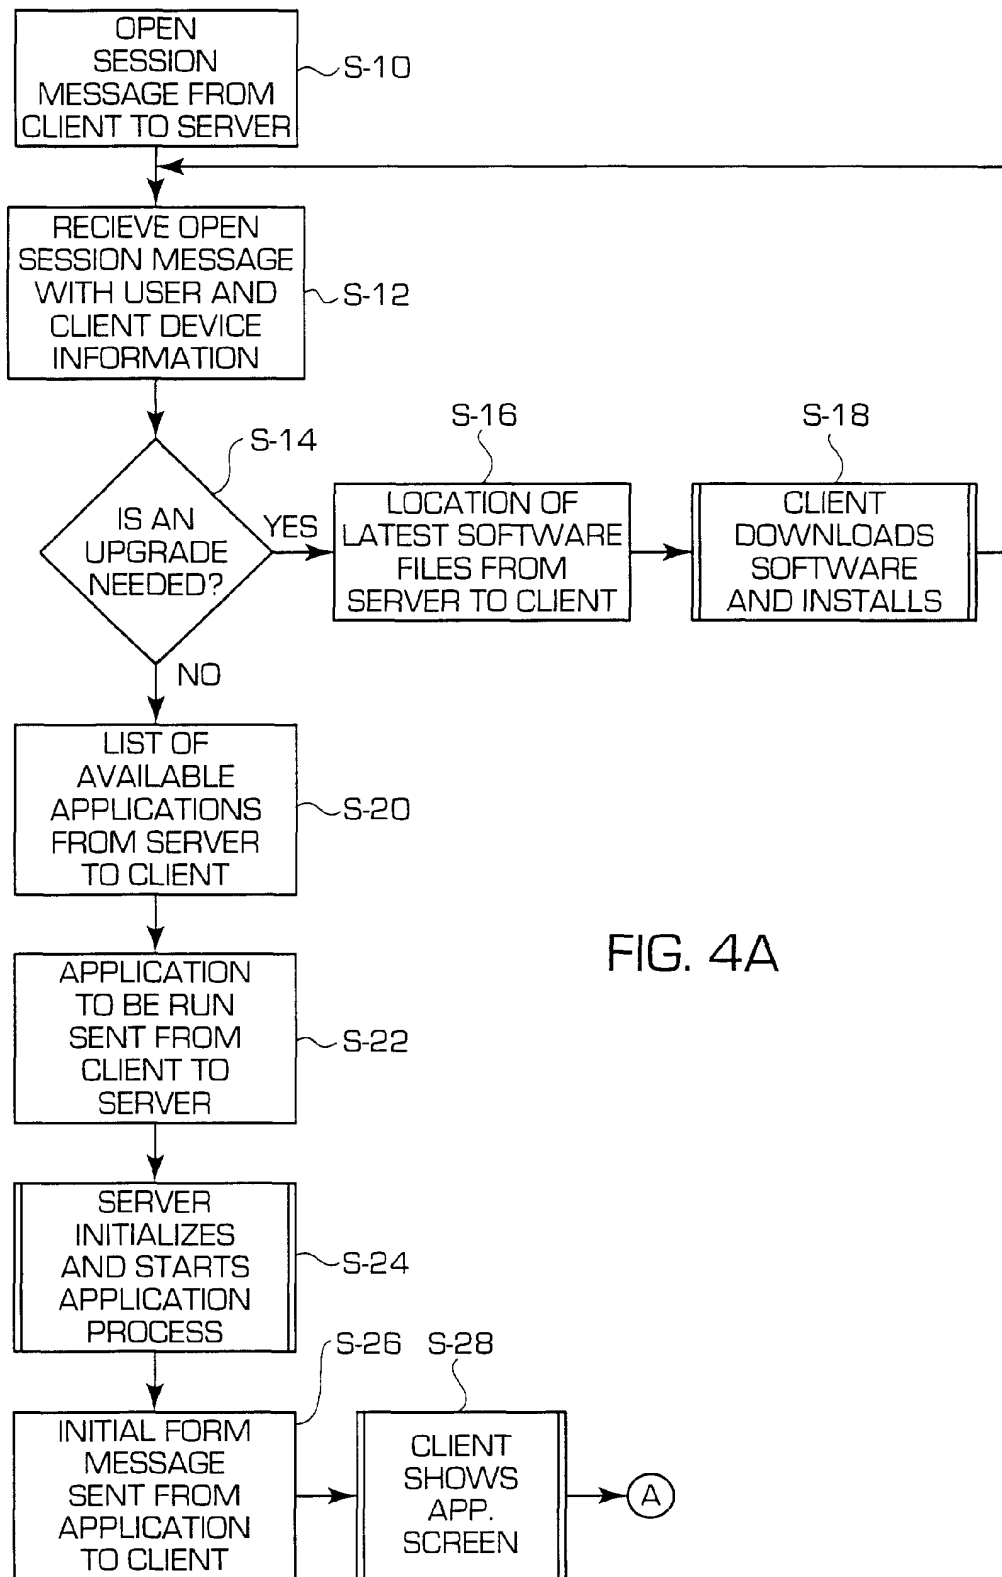 OPEN
SESSION
MESSAGE FROM
CLIENT TO SERVER
S-10
RECIEVE OPEN
SESSION MESSAGE
WITH USER AND
CLIENT DEVICE
INFORMATION
S-12
S-14
IS AN
UPGRADE
NEEDED?
YES
NO
S-16
LOCATION OF
LATEST SOFTWARE
FILES FROM
SERVER TO CLIENT
S-18
CLIENT
DOWNLOADS
SOFTWARE
AND INSTALLS
LIST OF
AVAILABLE
APPLICATIONS
FROM SERVER
TO CLIENT
S-20
APPLICATION
TO BE RUN
SENT FROM
CLIENT TO
SERVER
S-22
FIG. 4A
SERVER
INITIALIZES
AND STARTS
APPLICATION
PROCESS
S-24
S-26
INITIAL FORM
MESSAGE
SENT FROM
APPLICATION
TO CLIENT
S-28
CLIENT
SHOWS
APP.
SCREEN
A